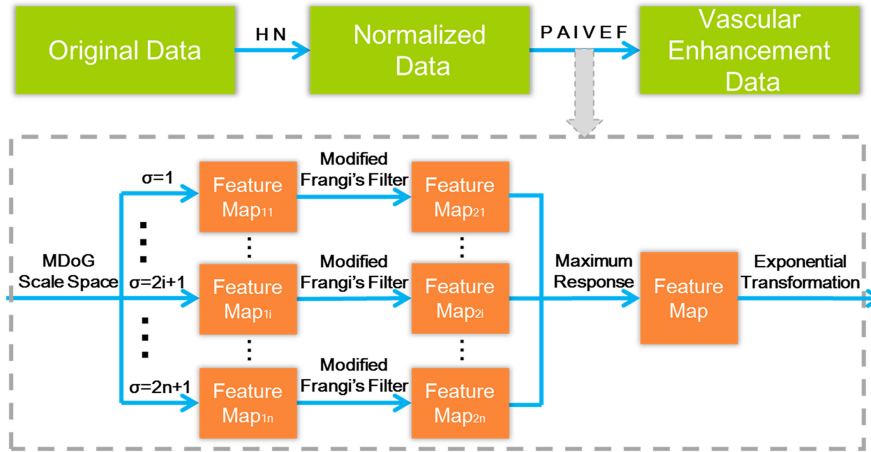 Original Data
HN
Normalized
Data
PAIVEF
Vascular
Enhancement
Data
MDoG
Scale Space
σ=1
Feature
Map11
Modified
Frangi's Filter
Feature
Map21
σ=2i+1
Feature
Map1i
Modified
Frangi's Filter
Feature
Map2i
σ=2n+1
Feature
Map1n
Modified
Frangi's Filter
Feature
Map2n
Maximum
Response
Feature
Map
Exponential
Transformation